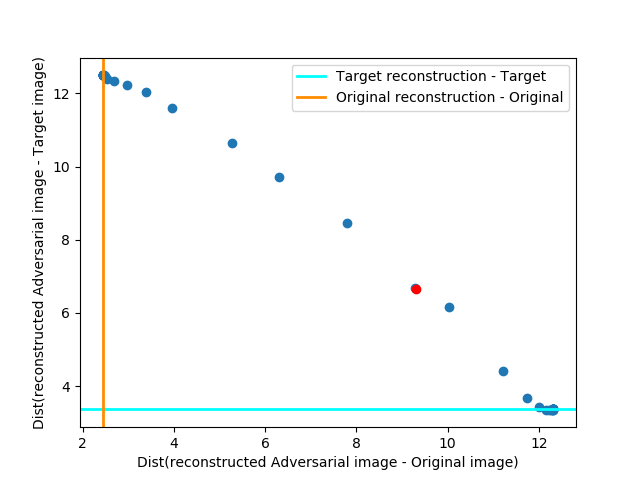 Target reconstruction - Target
Original reconstruction - Original
Dist(reconstructed Adversarial image - Target image)
12
10
8
6
4
2 4 6 8 10 12
Dist(reconstructed Adversarial image - Original image)